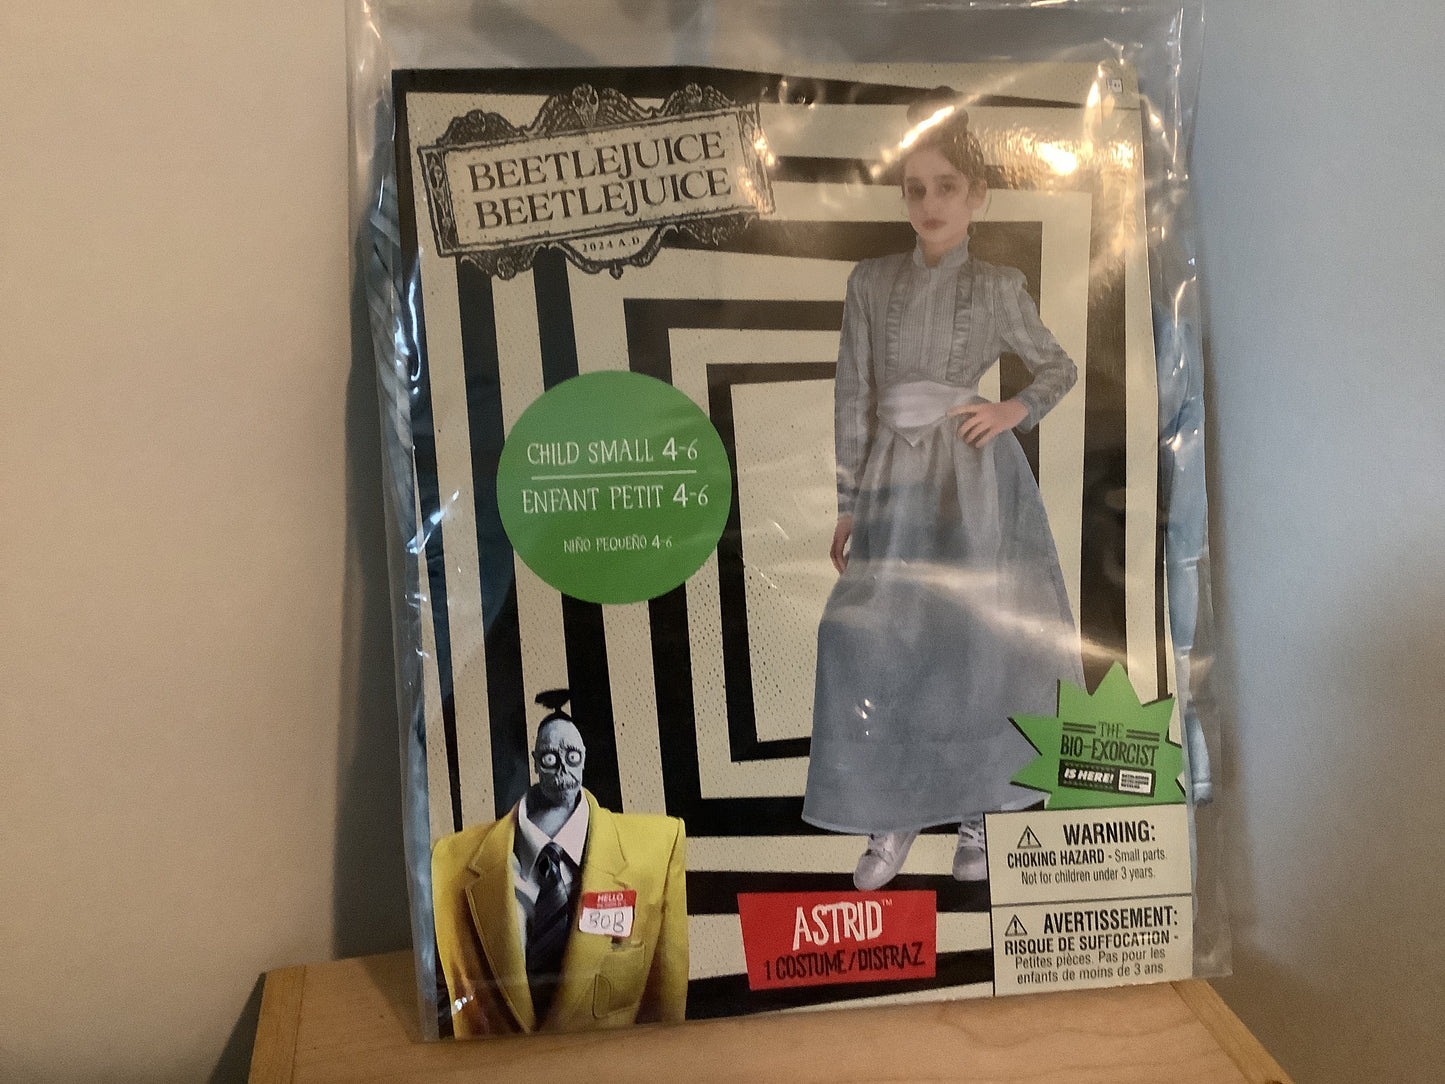 BEETLEJUICE
BEETLEJUICE
2024 A.D.
CHILD SMALL 4-6
ENFANT PETIT 4-6
NIÑO PEQUEÑO 4-6
THE
BIO-EXORCIST
IS HERE!
WARNING:
CHOKING HAZARD - Small parts.
Not for children under 3 years.
AVERTISSEMENT:
RISQUE DE SUFFOCATION -
Petites pièces. Pas pour les
enfants de moins de 3 ans.
HELLO
BOB
ASTRID™
1 COSTUME/DISFRAZ